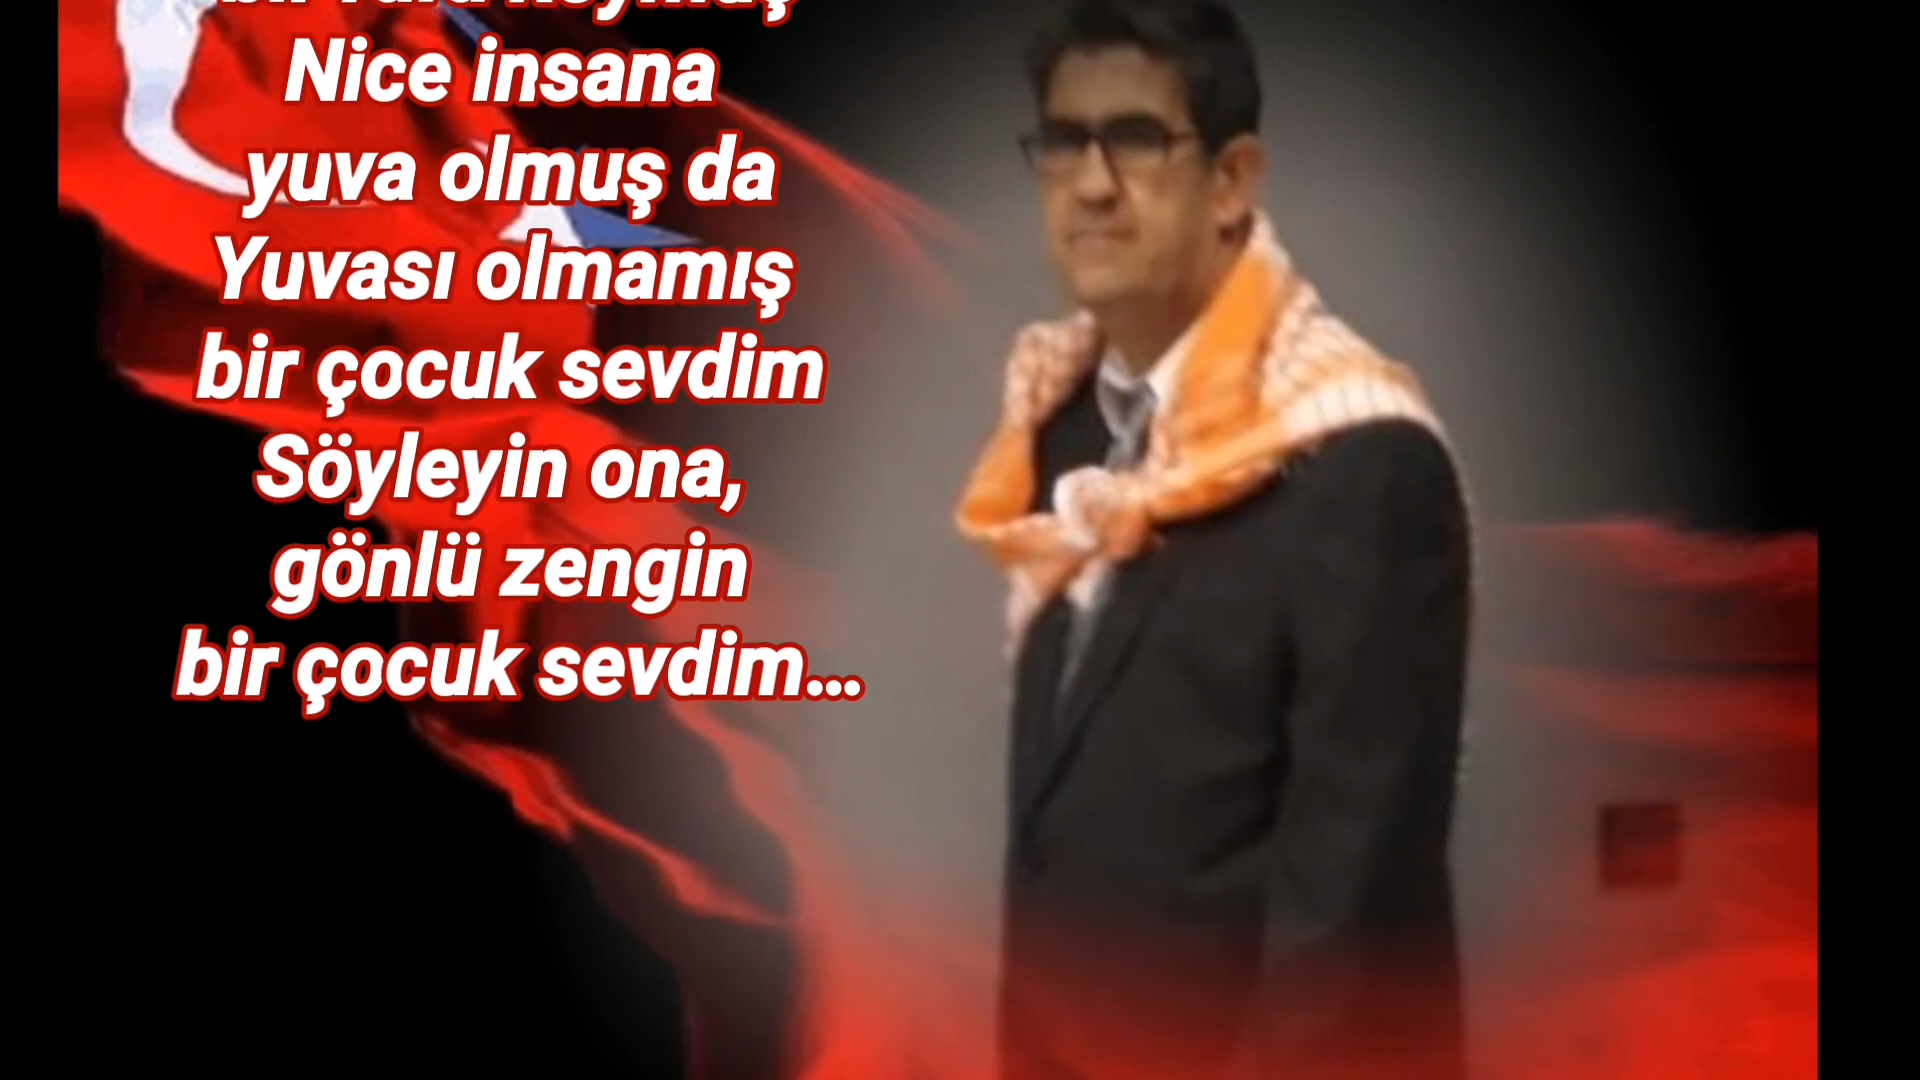 Nice insana
yuva olmuş da
Yuvası olmamış
bir çocuk sevdim
Söyleyin ona,
gönlü zengin
bir çocuk sevdim...